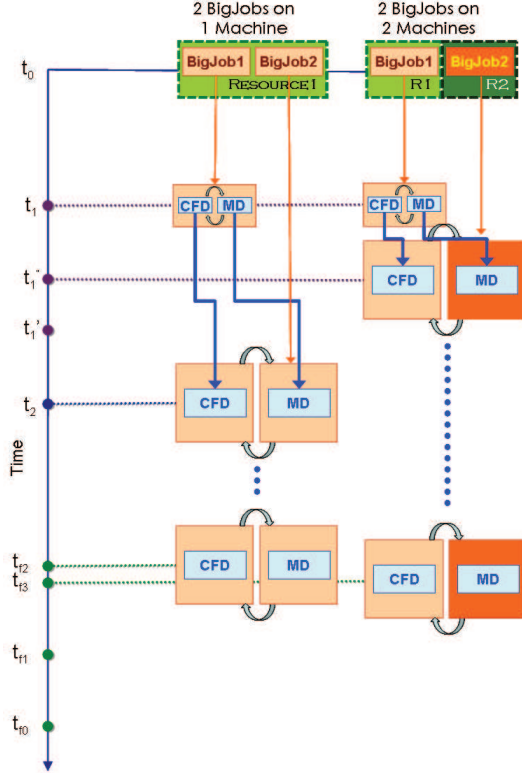 2 BigJobs on
1 Machine
2 BigJobs on
2 Machines
t0
BigJob1 BigJob2
RESOURCE1
BigJob1 BigJob2
R1 R2
t1
CFD MD
CFD MD
t1"
CFD MD
t1'
t2
CFD MD
Time
tf2
CFD MD
tf3
CFD MD
tf1
tf0